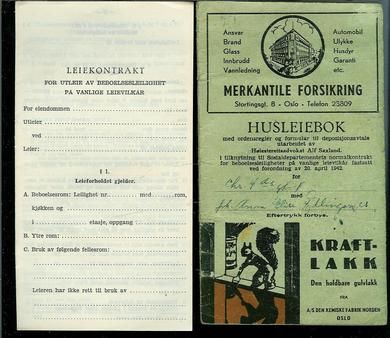 LEIEKONTRAKT
FOR UTLEIE AV BEBOELSESLEILIGHET
PÅ VANLIGE LEIEVILKÅR
For eiendommen
Utleier
ved
Leier:
§ 1.
Leieforholdet gjelder.
A. Beboelsesrom: Leilighet nr. med rom,
kjøkken og
i etasje, oppgang
B. Ytre rom:
C. Bruk av følgende fellesrom:
Leieren har ikke rett til bruk av
Ansvar
Brand
Glass
Innbrudd
Vannledning
Automobil
Ulykke
Husdyr
Garanti
etc.
MERKANTILE FORSIKRING
Stortingsgt. 8 - Oslo - Telefon 23809
HUSLEIEBOK
med ordensregler og formular til depositumsavtale
utarbeidet av
Høiesterettsadvokat Alf Sexland.
i tilknytning til Sosialdepartementets normalkontrakt
for beboelsesleiligheter på vanlige leievilkår fastsatt
ved forordning av 20. april 1942.
for
med
Eftertrykk forbys.
KRAFT-
LAKK
Den holdbare gulvlakk
FRA
A/S DEN KEMISKE FABRIK NORDEN
OSLO